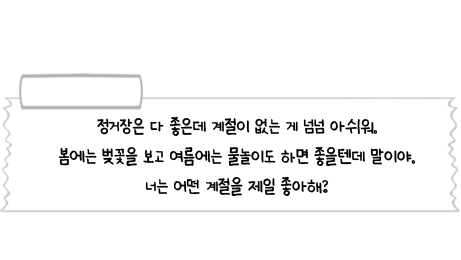 정거장은 다 좋은데 계절이 없는 게 넘넘 아쉬워.
봄에는 벚꽃을 보고 여름에는 물놀이도 하면 좋을텐데 말이야.
너는 어떤 계절을 제일 좋아해?